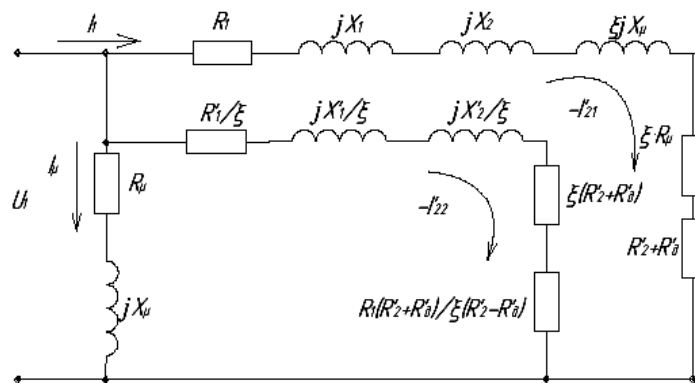 I₁
R₁
jX₁
jX₂
ξjXμ
R'₁/ξ
jX'₁/ξ
jX'₂/ξ
-I'₂₁
ξ·Rμ
Iμ
Rμ
U₁
-I'₂₂
ξ(R'₂+R'д)
R'₂+R'д
jXμ
R₁(R'₂+R'д)/ξ(R'₂-R'д)